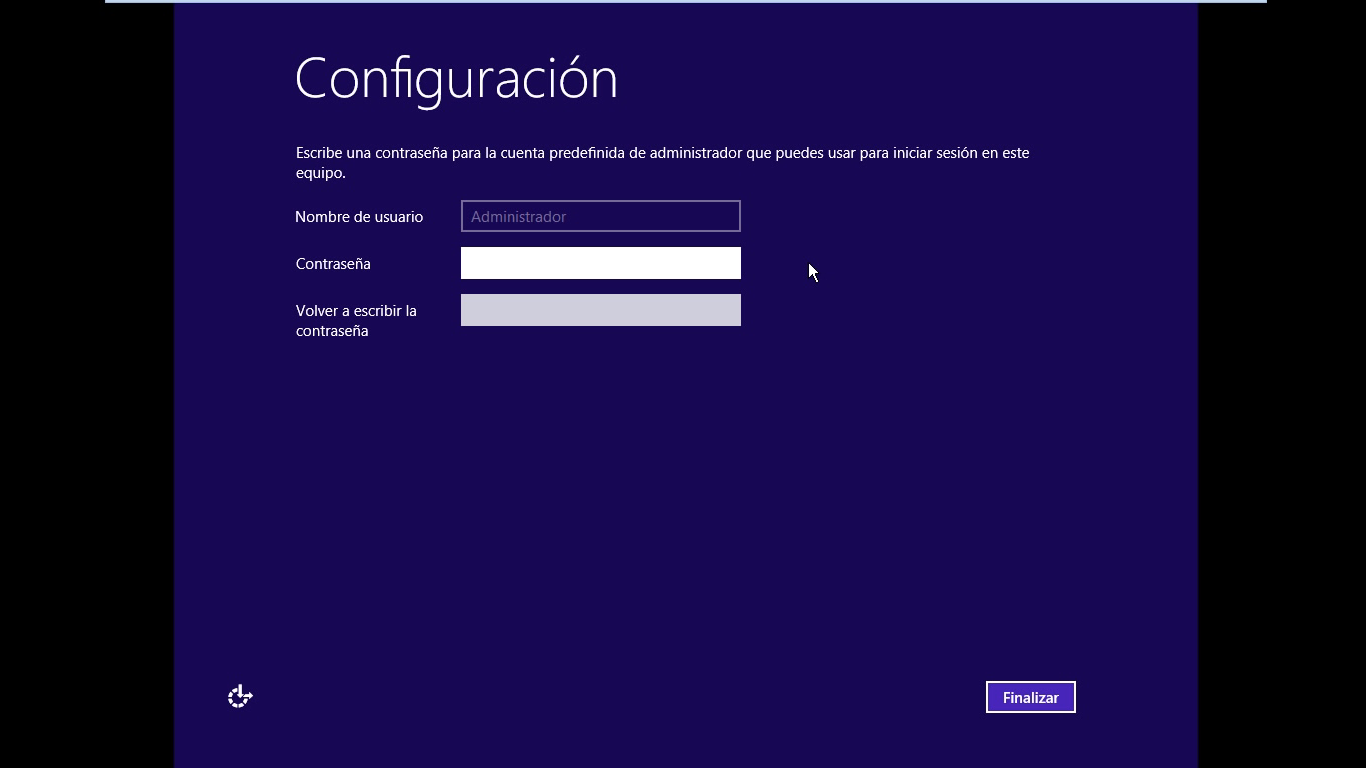 Configuración
Escribe una contraseña para la cuenta predefinida de administrador que puedes usar para iniciar sesión en este
equipo.
Nombre de usuario
Administrador
Contraseña
Volver a escribir la
contraseña
Finalizar